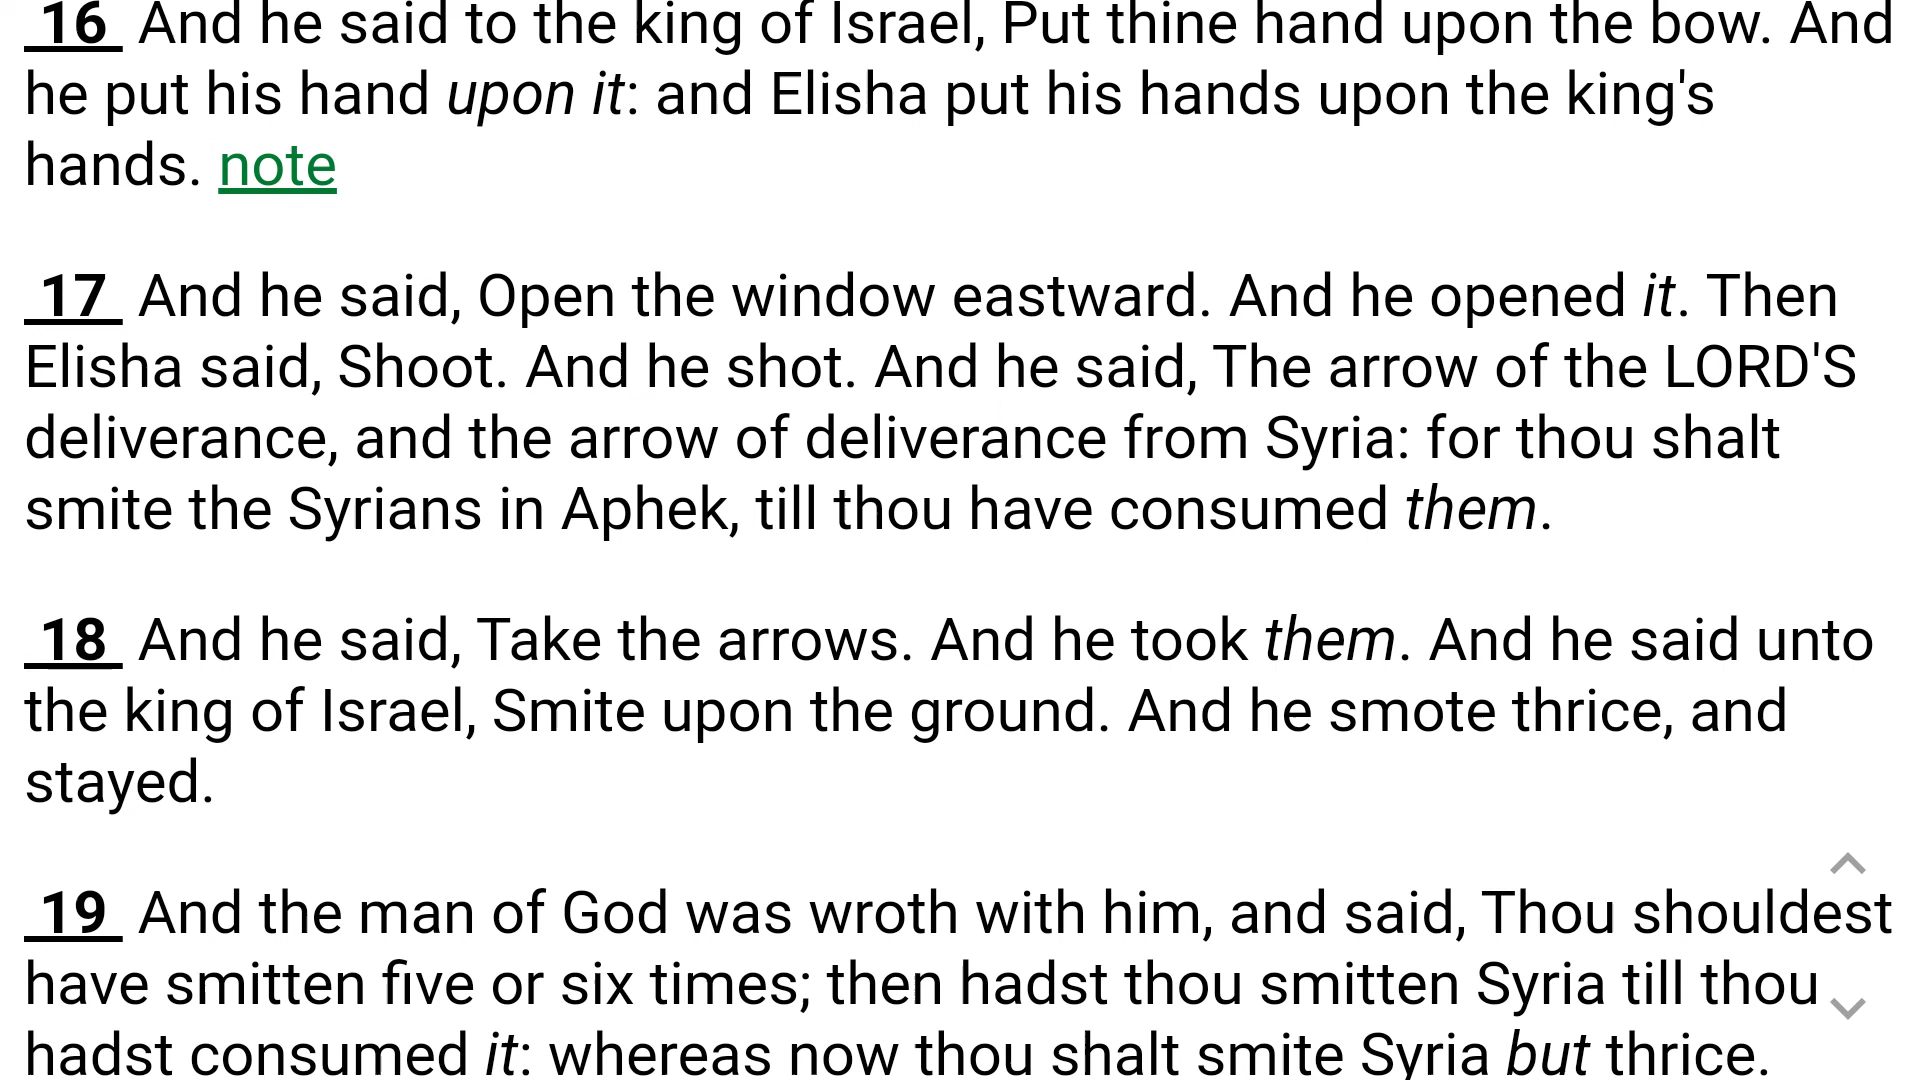 16 And he said to the king of Israel, Put thine hand upon the bow. And
he put his hand upon it: and Elisha put his hands upon the king's
hands. note
17 And he said, Open the window eastward. And he opened it. Then
Elisha said, Shoot. And he shot. And he said, The arrow of the LORD'S
deliverance, and the arrow of deliverance from Syria: for thou shalt
smite the Syrians in Aphek, till thou have consumed them.
18 And he said, Take the arrows. And he took them. And he said unto
the king of Israel, Smite upon the ground. And he smote thrice, and
stayed.
19 And the man of God was wroth with him, and said, Thou shouldest
have smitten five or six times; then hadst thou smitten Syria till thou
hadst consumed it: whereas now thou shalt smite Syria but thrice.